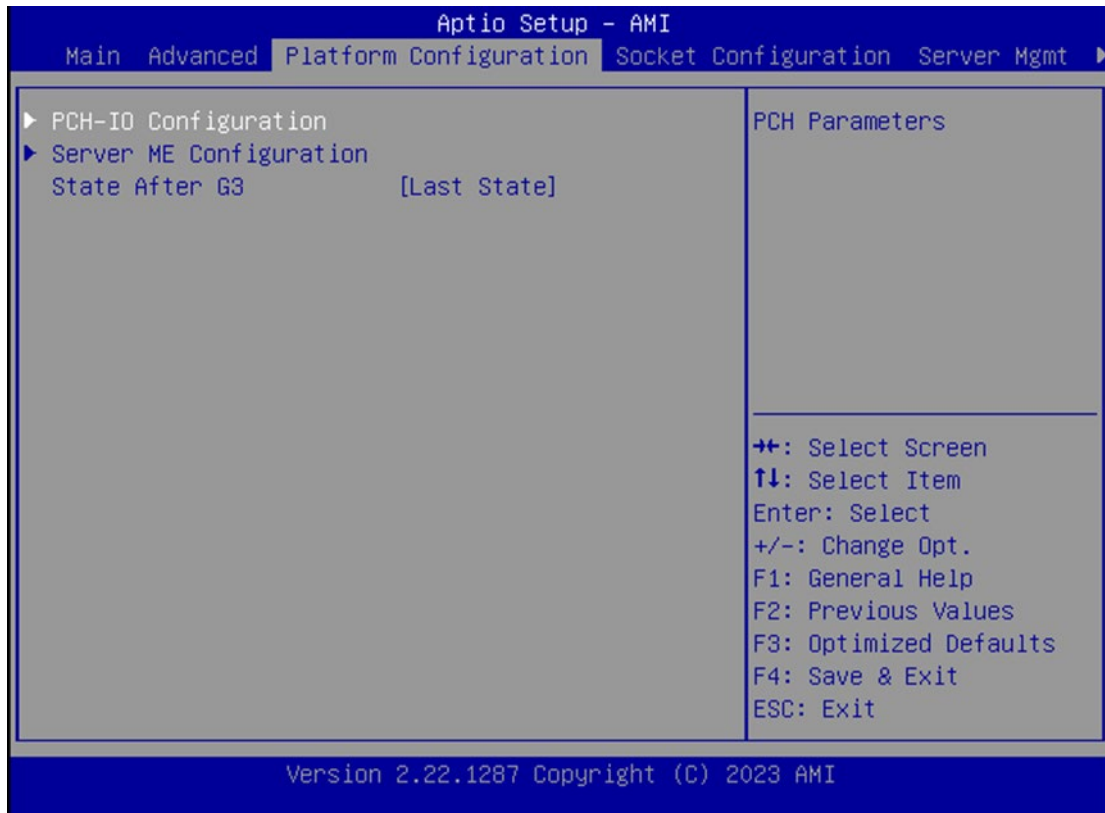 Aptio Setup – AMI
Main Advanced Platform Configuration Socket Configuration Server Mgmt ▶
▶ PCH-IO Configuration
▶ Server ME Configuration
State After G3 [Last State]
PCH Parameters
→←: Select Screen
↑↓: Select Item
Enter: Select
+/-: Change Opt.
F1: General Help
F2: Previous Values
F3: Optimized Defaults
F4: Save & Exit
ESC: Exit
Version 2.22.1287 Copyright (C) 2023 AMI